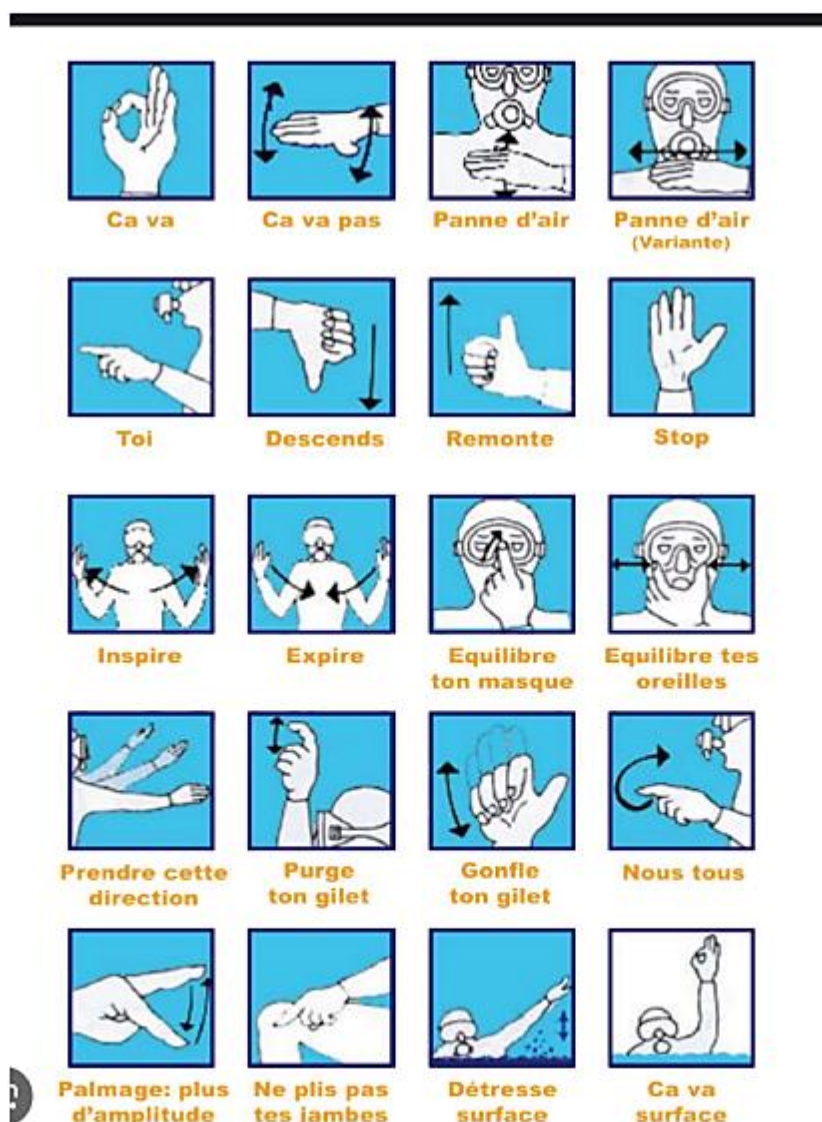 Ca va
Ca va pas
Panne d'air
Panne d'air
(Variante)
Toi
Descends
Remonte
Stop
Inspire
Expire
Equilibre
ton masque
Equilibre tes
oreilles
Prendre cette
direction
Purge
ton gilet
Gonfle
ton gilet
Nous tous
Palmage: plus
d'amplitude
Ne plis pas
tes jambes
Détresse
surface
Ca va
surface